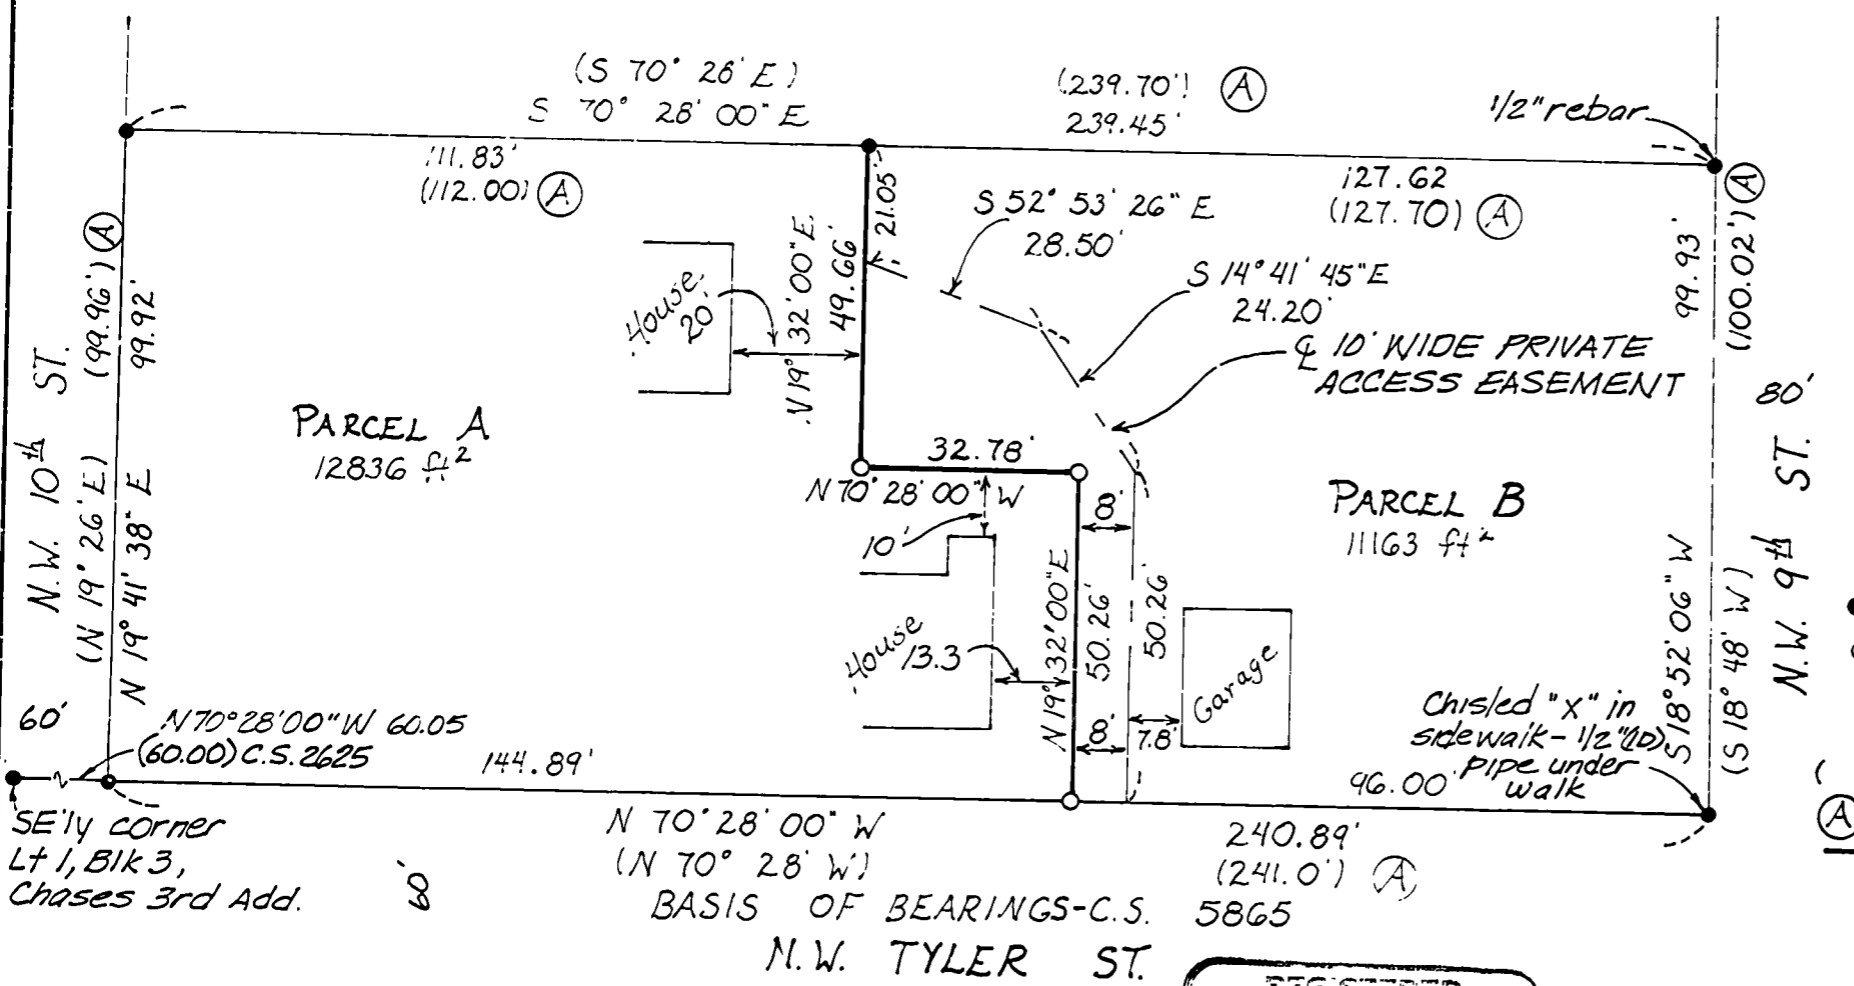 (S 70° 26' E)
S 70° 28' 00" E
(239.70') Ⓐ
239.45'
1/2" rebar
111.83'
(112.00) Ⓐ
127.62
(127.70) Ⓐ
21.05'
S 52° 53' 26" E
28.50'
S 14° 41' 45" E
24.20'
℄ 10' WIDE PRIVATE
ACCESS EASEMENT
House
20'
N 19° 32' 00" E
49.66'
N.W. 10th ST.
(99.96') Ⓐ
99.92'
(N 19° 26' E)
N 19° 41' 38" E
PARCEL A
12836 ft²
32.78'
N 70° 28' 00" W
10'
House
13.3
N 19° 32' 00" E
50.26'
50.26'
8'
8'
7.8'
Garage
PARCEL B
11163 ft²
99.93'
(100.02') Ⓐ
S 18° 52' 06" W
(S 18° 48' W)
80'
N.W. 9th ST.
Chisled "X" in
sidewalk - 1/2" (ID)
pipe under
walk
60'
N 70° 28' 00" W 60.05
(60.00) C.S. 2625
144.89'
96.00'
SE'ly corner
Lt 1, Blk 3,
Chases 3rd Add.
60'
N 70° 28' 00" W
(N 70° 28' W)
240.89'
(241.0') Ⓐ
BASIS OF BEARINGS-C.S. 5865
N.W. TYLER ST.
Ⓐ
REGISTERED